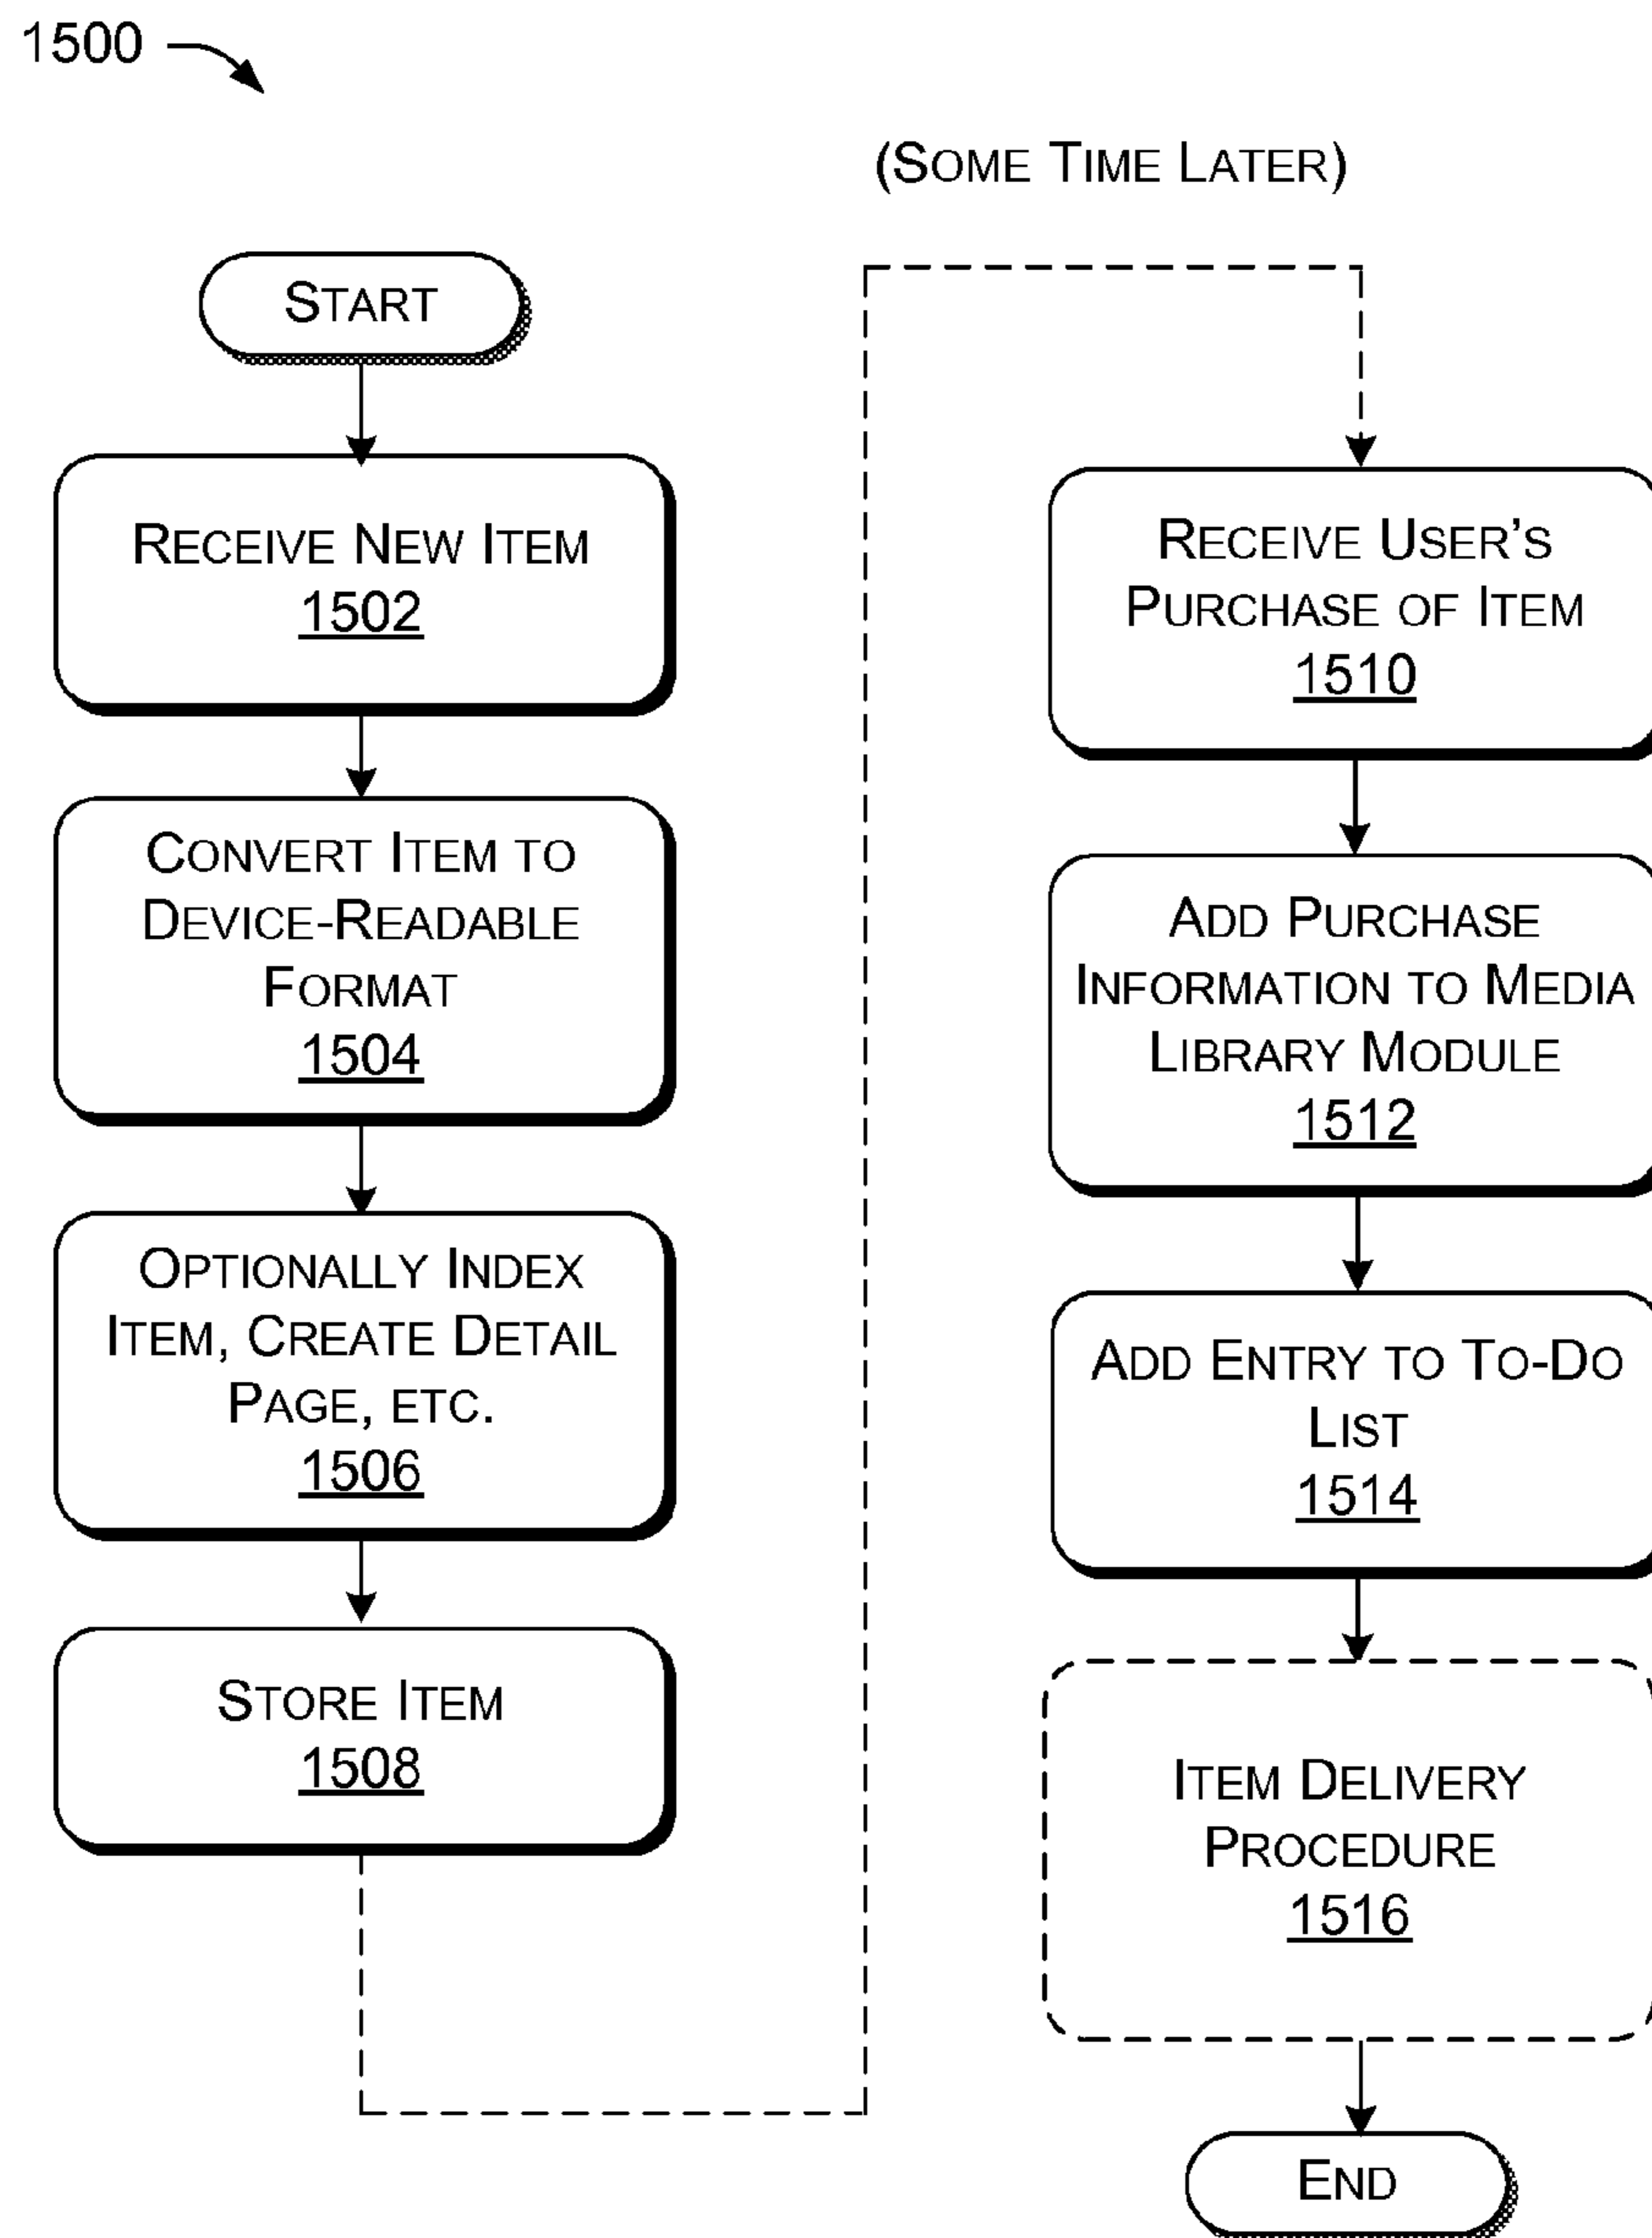 1500
(SOME TIME LATER)
START
RECEIVE NEW ITEM
1502
CONVERT ITEM TO
DEVICE-READABLE
FORMAT
1504
OPTIONALLY INDEX
ITEM, CREATE DETAIL
PAGE, ETC.
1506
STORE ITEM
1508
RECEIVE USER'S
PURCHASE OF ITEM
1510
ADD PURCHASE
INFORMATION TO MEDIA
LIBRARY MODULE
1512
ADD ENTRY TO TO-DO
LIST
1514
ITEM DELIVERY
PROCEDURE
1516
END